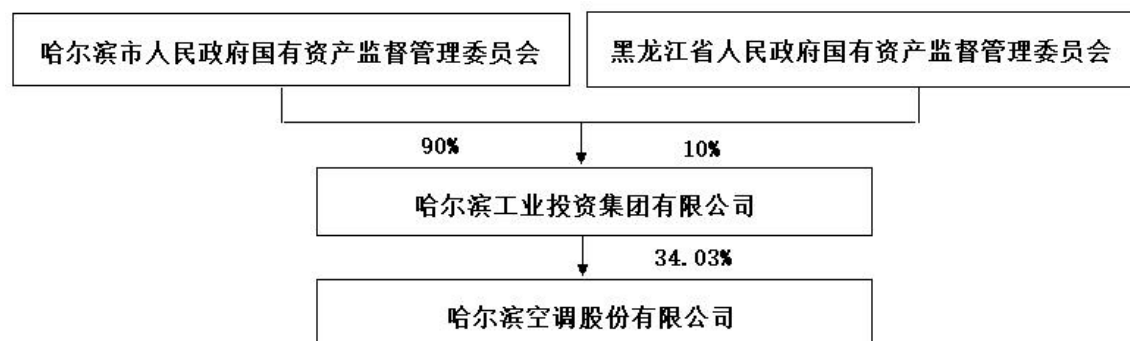 哈尔滨市人民政府国有资产监督管理委员会
黑龙江省人民政府国有资产监督管理委员会
90%
10%
哈尔滨工业投资集团有限公司
34.03%
哈尔滨空调股份有限公司